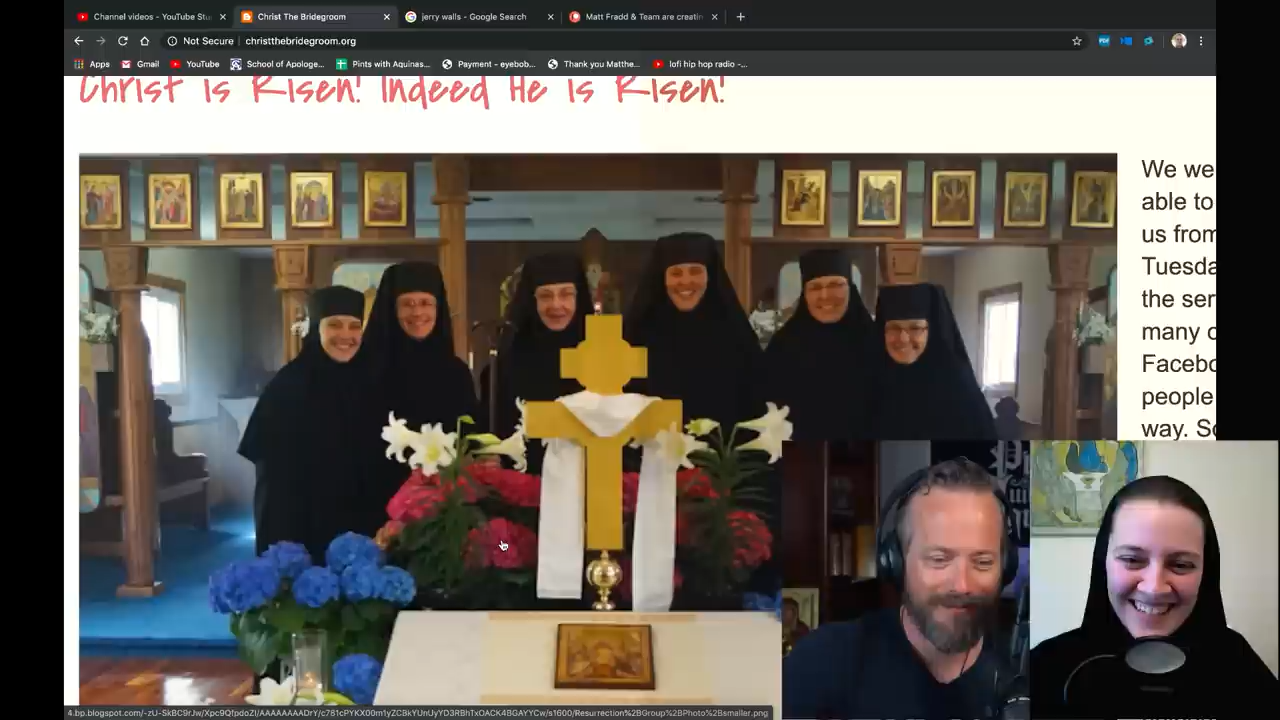 Channel videos - YouTube Stu
Christ The Bridegroom
jerry walls - Google Search
Matt Fradd & Team are creatin
Not Secure
christthebridegroom.org
Apps
Gmail
YouTube
School of Apologe...
Pints with Aquinas...
Payment - eyebob...
Thank you Matthe...
lofi hip hop radio -...
Christ is Risen! Indeed He is Risen!
We we
able to
us from
Tuesda
the ser
many o
Facebo
people
way. So